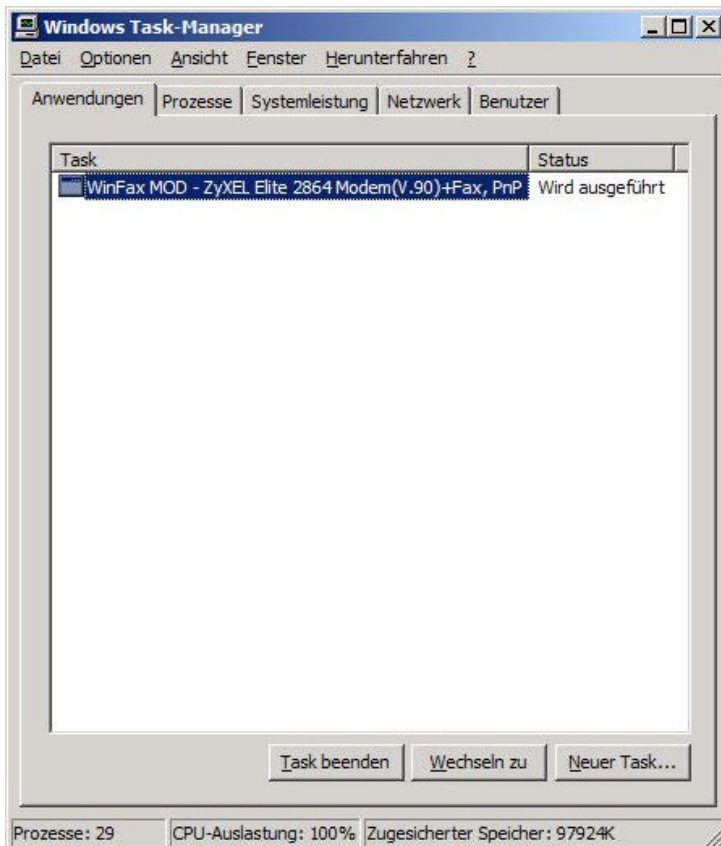 Windows Task-Manager
Datei Optionen Ansicht Fenster Herunterfahren ?
Anwendungen Prozesse Systemleistung Netzwerk Benutzer
Task Status
WinFax MOD - ZyXEL Elite 2864 Modem(V.90)+Fax, PnP Wird ausgeführt
Task beenden Wechseln zu Neuer Task...
Prozesse: 29 CPU-Auslastung: 100% Zugesicherter Speicher: 97924K